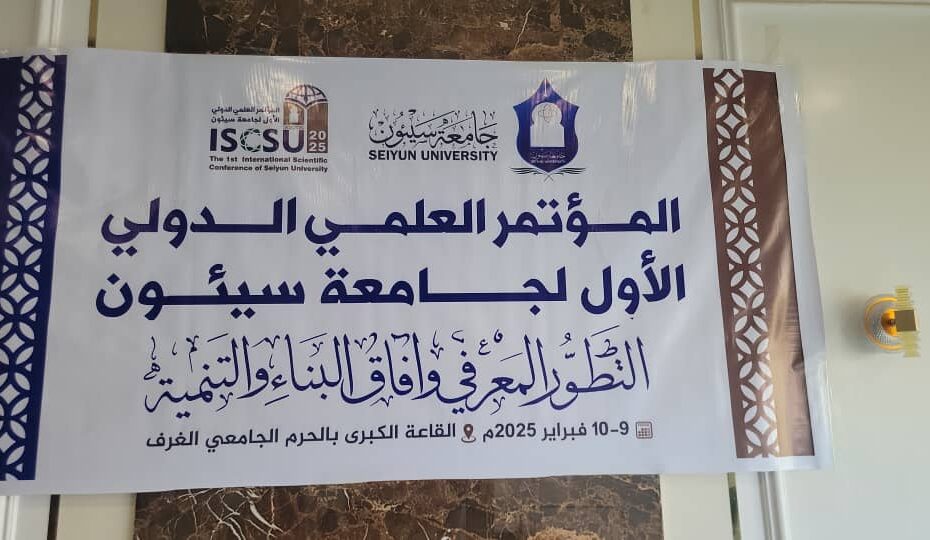 المؤتمر العلمي الدولي
الأول لجامعة سيئون
ISCSU 2025
The 1st International Scientific
Conference of Seiyun University
جامعة سيئون
SEIYUN UNIVERSITY
المؤتمر العلمي الدولي
الأول لجامعة سيئون
التطوُّر المعرفي وآفاق البناء والتنمية
9-10 فبراير 2025م القاعة الكبرى بالحرم الجامعي الغرف